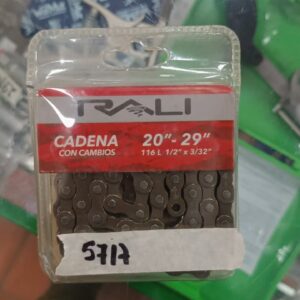 RALI
CADENA 20"- 29"
CON CAMBIOS 116 L 1/2" x 3/32"
5717